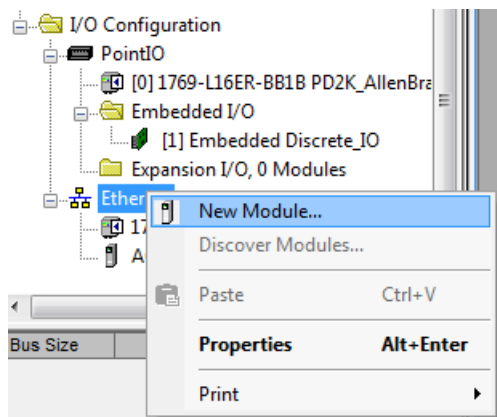 I/O Configuration
PointIO
[0] 1769-L16ER-BB1B PD2K_AllenBra
Embedded I/O
[1] Embedded Discrete_IO
Expansion I/O, 0 Modules
Ether
New Module...
17
Discover Modules...
A
Paste Ctrl+V
Bus Size
Properties Alt+Enter
Print